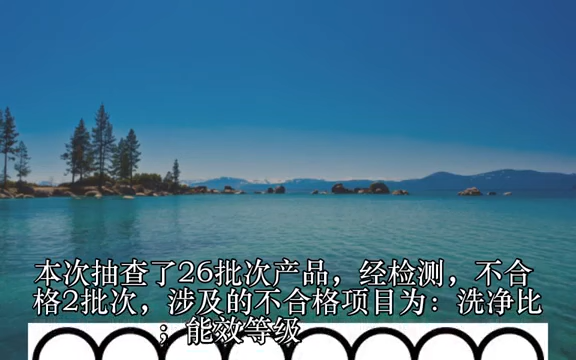 本次抽查了26批次产品，经检测，不合
格2批次，涉及的不合格项目为：洗净比
；能效等级